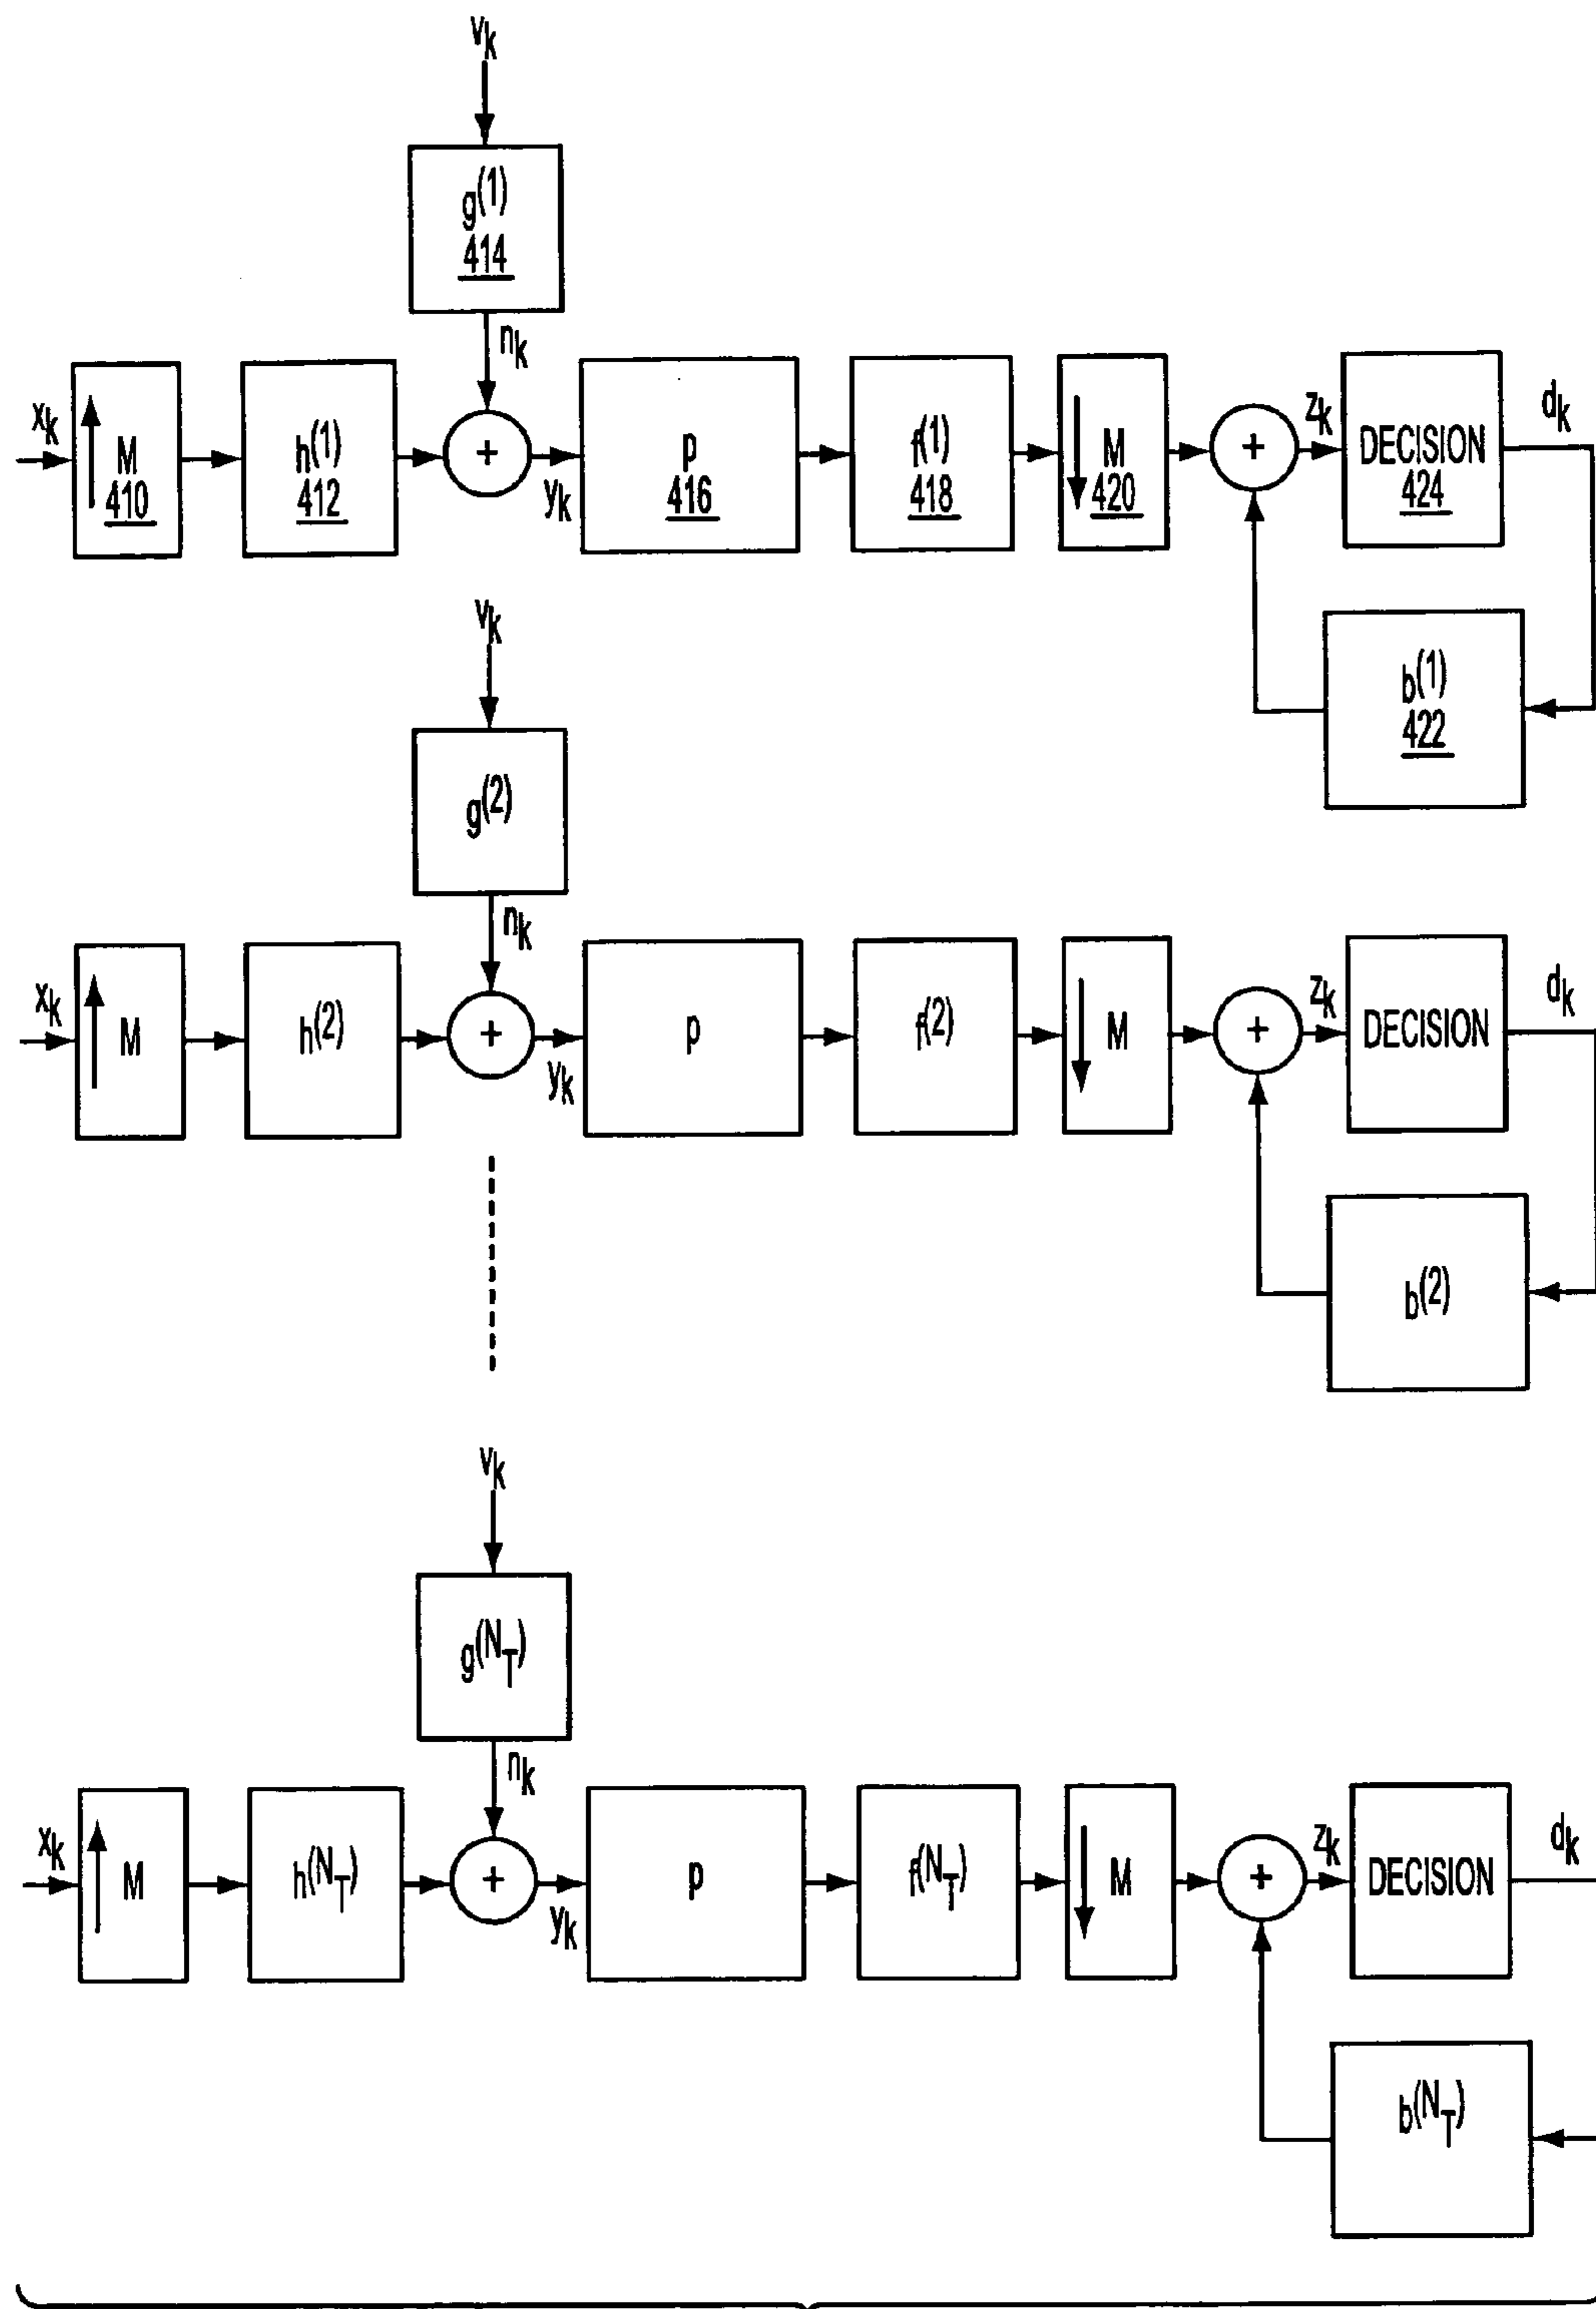 v_k
g^(1)
414
n_k
x_k
M
410
h^(1)
412
+
y_k
p
416
f^(1)
418
M
420
+
z_k
DECISION
424
d_k
b^(1)
422
v_k
g^(2)
n_k
x_k
M
h^(2)
+
y_k
p
f^(2)
M
+
z_k
DECISION
d_k
b^(2)
v_k
g^(N_T)
n_k
x_k
M
h^(N_T)
+
y_k
p
f^(N_T)
M
+
z_k
DECISION
d_k
b^(N_T)